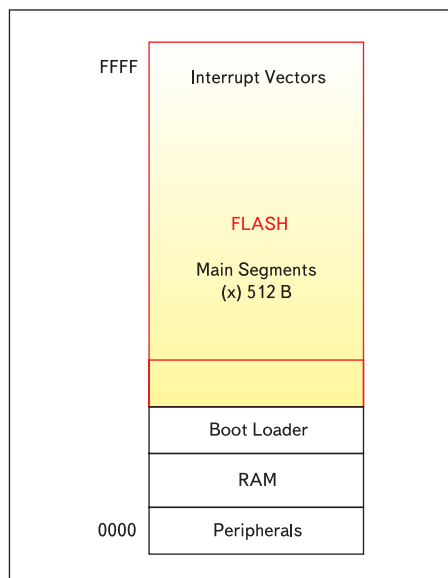 FFFF
Interrupt Vectors
FLASH
Main Segments
(x) 512 B
Boot Loader
RAM
0000
Peripherals